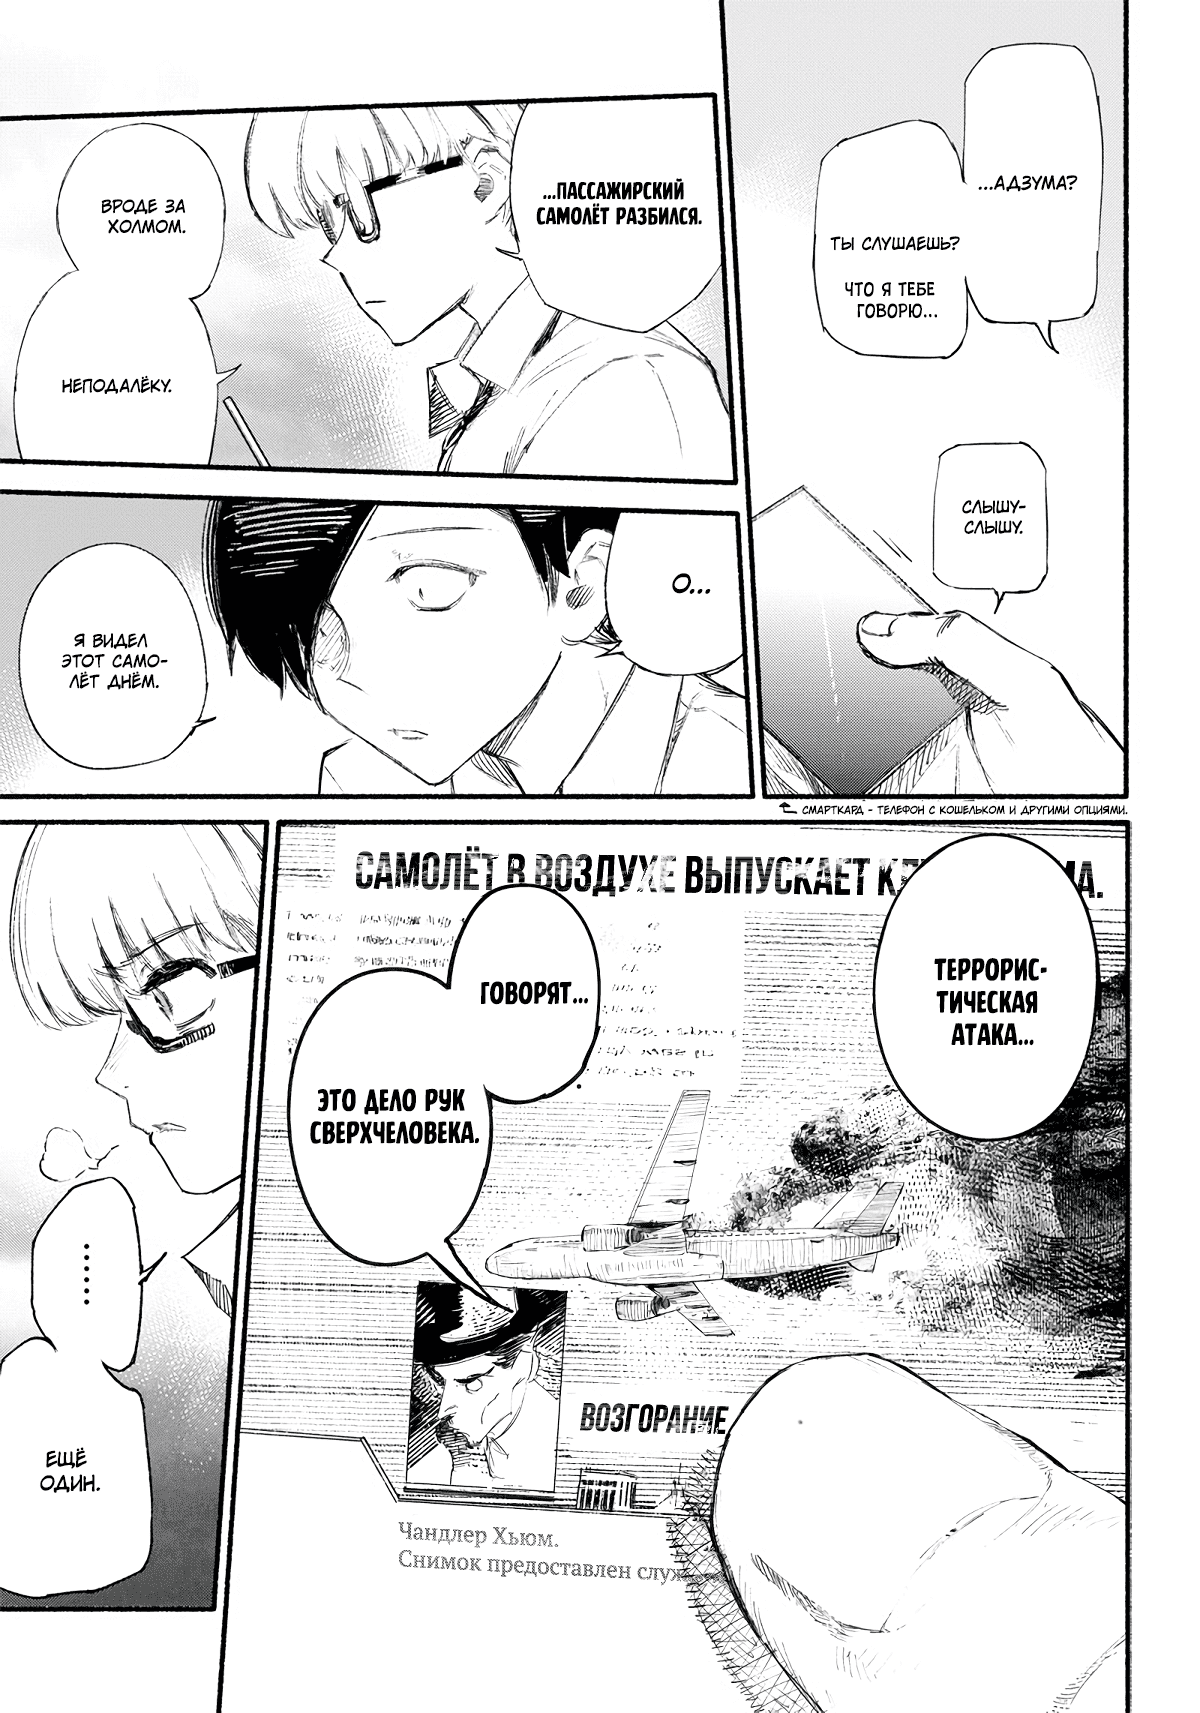 ...АДЗУМА?
ТЫ СЛУШАЕШЬ?
ЧТО Я ТЕБЕ
ГОВОРЮ...
СЛЫШУ-
СЛЫШУ.
СМАРТКАРД - ТЕЛЕФОН С КОШЕЛЬКОМ И ДРУГИМИ ОПЦИЯМИ.
...ПАССАЖИРСКИЙ
САМОЛЁТ РАЗБИЛСЯ.
ВРОДЕ ЗА
ХОЛМОМ.
НЕПОДАЛЁКУ.
О...
Я ВИДЕЛ
ЭТОТ САМО-
ЛЁТ ДНЁМ.
САМОЛЁТ В ВОЗДУХЕ ВЫПУСКАЕТ
ТЕРРОРИС-
ТИЧЕСКАЯ
АТАКА...
ГОВОРЯТ...
ЭТО ДЕЛО РУК
СВЕРХЧЕЛОВЕКА.
ВОЗГОРАНИЕ
Чандлер Хьюм.
Снимок предоставлен
......
ЕЩЁ
ОДИН.